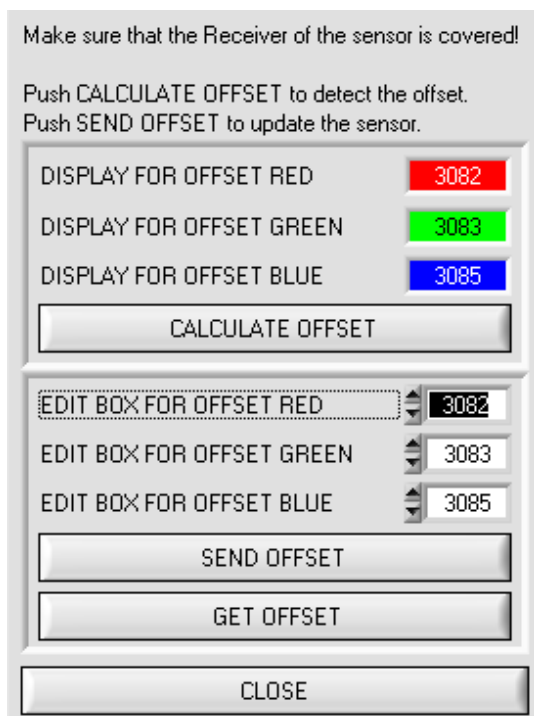 Make sure that the Receiver of the sensor is covered!
Push CALCULATE OFFSET to detect the offset.
Push SEND OFFSET to update the sensor.
DISPLAY FOR OFFSET RED 3082
DISPLAY FOR OFFSET GREEN 3083
DISPLAY FOR OFFSET BLUE 3085
CALCULATE OFFSET
EDIT BOX FOR OFFSET RED 3082
EDIT BOX FOR OFFSET GREEN 3083
EDIT BOX FOR OFFSET BLUE 3085
SEND OFFSET
GET OFFSET
CLOSE